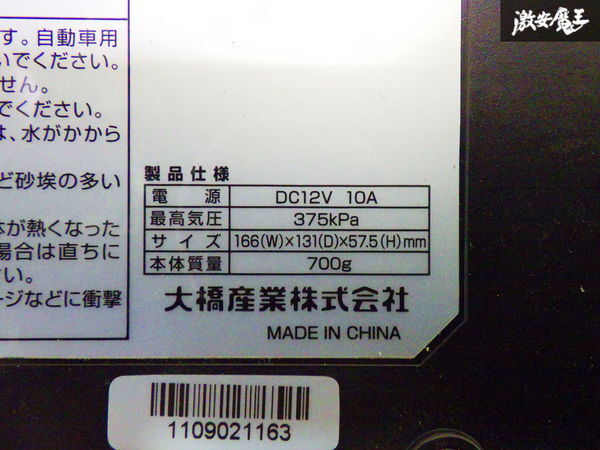 激安魔王
す。自動車用
いでください。
せん。
でください。
は、水がかから
ど砂埃の多い
体が熱くなった
場合は直ちに
さい。
ージなどに衝撃
製品仕様
電源 DC12V 10A
最高気圧 375kPa
サイズ 166(W)×131(D)×57.5(H)mm
本体質量 700g
大橋産業株式会社
MADE IN CHINA
1109021163